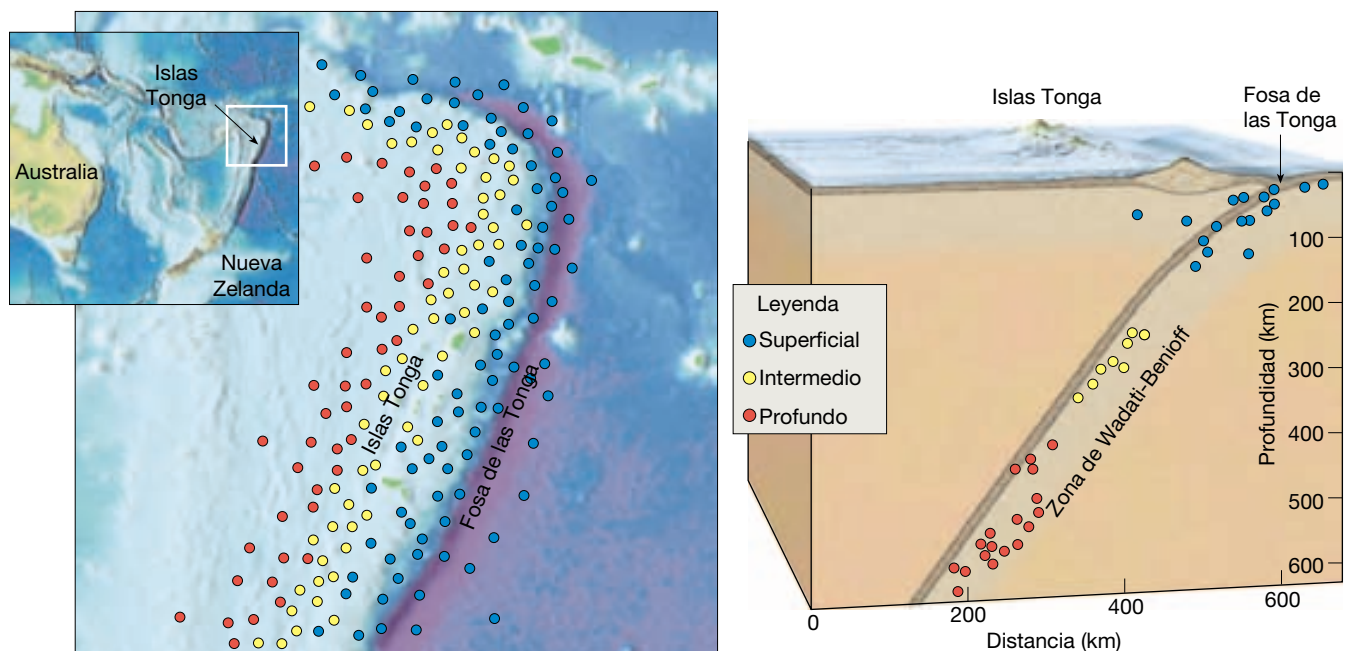 Islas
Tonga
Australia
Nueva
Zelanda
Islas Tonga
Fosa de las Tonga
Islas Tonga
Fosa de
las Tonga
Leyenda
Superficial
Intermedio
Profundo
Zona de Wadati-Benioff
Profundidad (km)
100
200
300
400
500
600
0
200
400
600
Distancia (km)